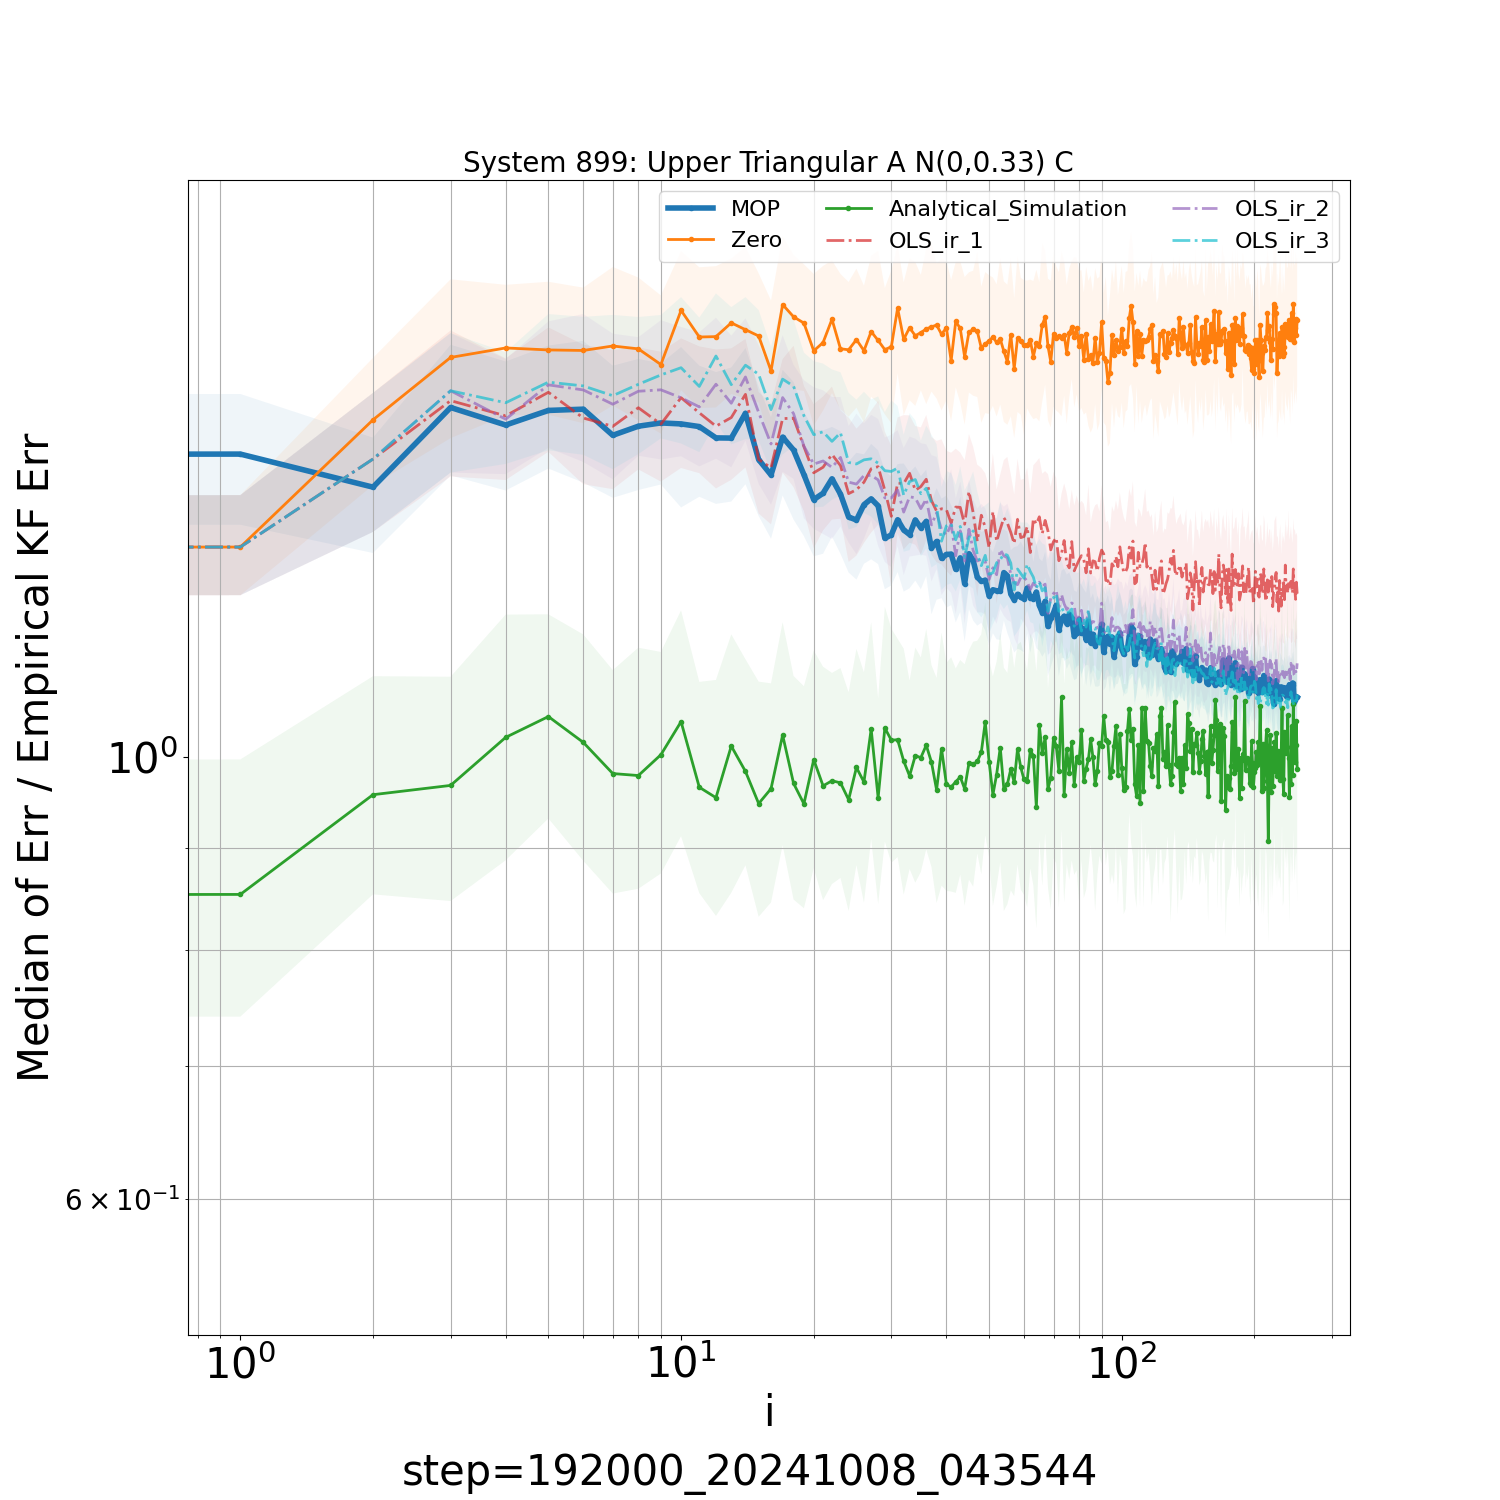 System 899: Upper Triangular A N(0,0.33) C
MOP
Zero
Analytical_Simulation
OLS_ir_1
OLS_ir_2
OLS_ir_3
Median of Err / Empirical KF Err
10⁰
6 × 10⁻¹
10⁰ 10¹ 10²
i
step=192000_20241008_043544